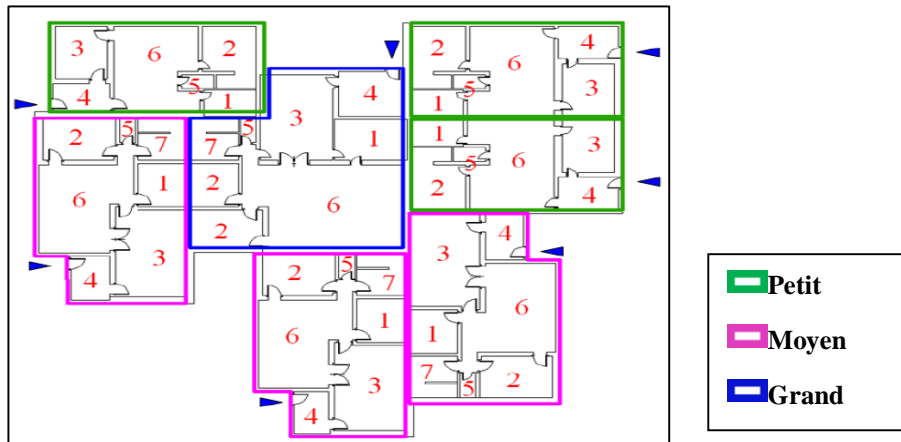 3 6 2 2 6 4
4 5 1 3 4 1 5 3
2 5 7 7 5 1 1 5 6 3
6 1 2 6 2 4
4 3 2 3 4
2 5 7 6
6 1 1
4 3 7 5 2
Petit
Moyen
Grand